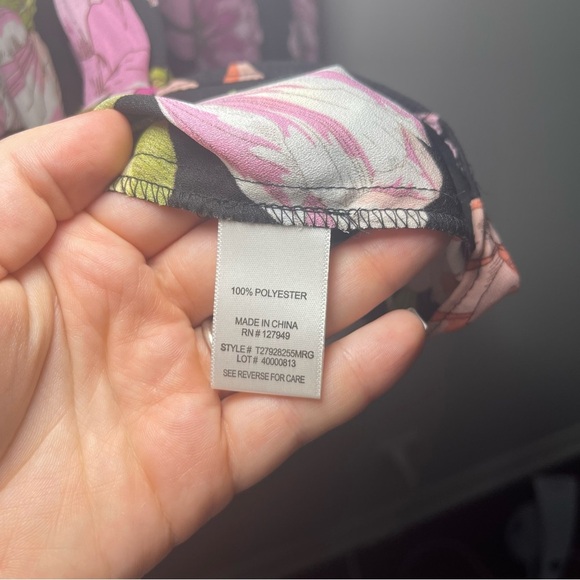 100% POLYESTER
MADE IN CHINA
RN # 127949
STYLE # T27928255MRG
LOT # 40000813
SEE REVERSE FOR CARE